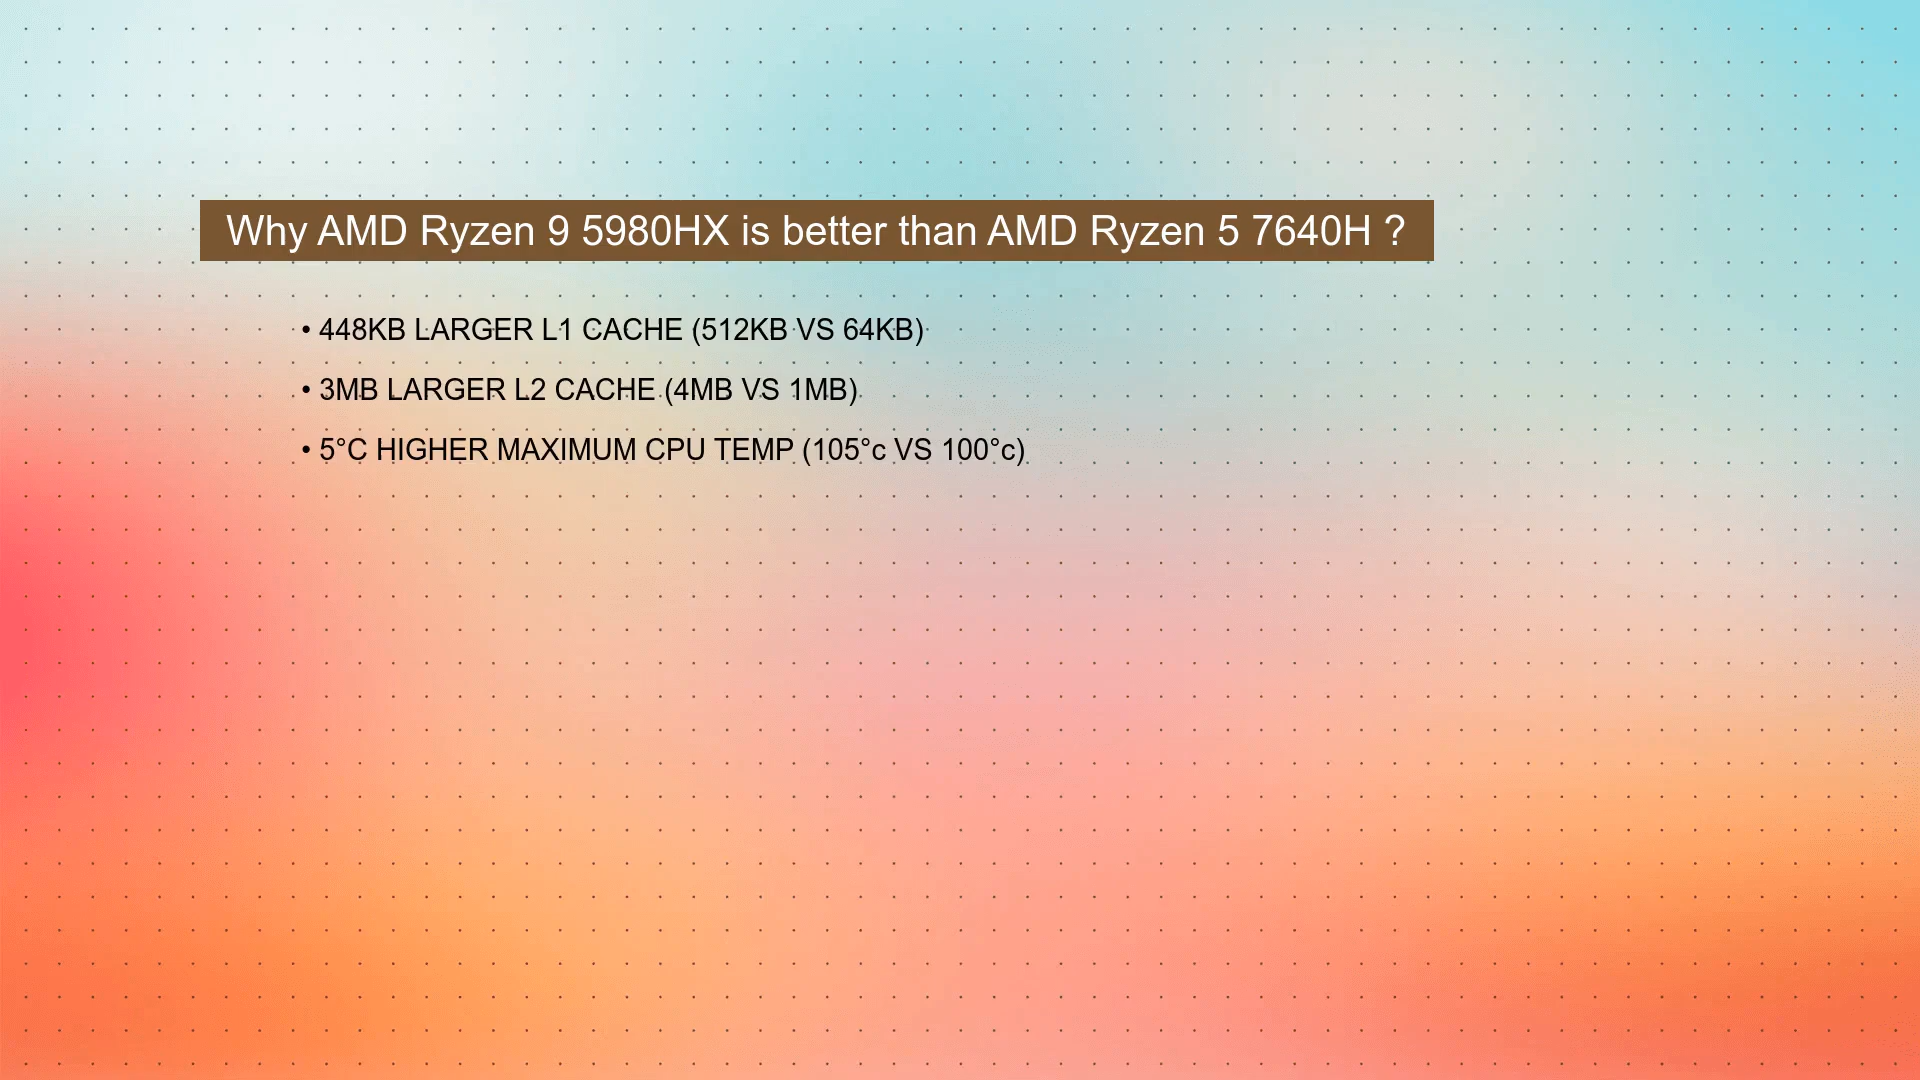 Why AMD Ryzen 9 5980HX is better than AMD Ryzen 5 7640H ?
• 448KB LARGER L1 CACHE (512KB VS 64KB)
• 3MB LARGER L2 CACHE (4MB VS 1MB)
• 5°C HIGHER MAXIMUM CPU TEMP (105°c VS 100°c)